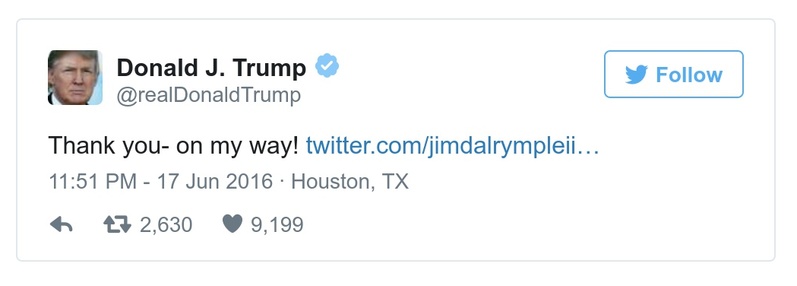 Donald J. Trump
@realDonaldTrump
Follow
Thank you- on my way! twitter.com/jimdalrympleii…
11:51 PM - 17 Jun 2016 · Houston, TX
2,630 9,199